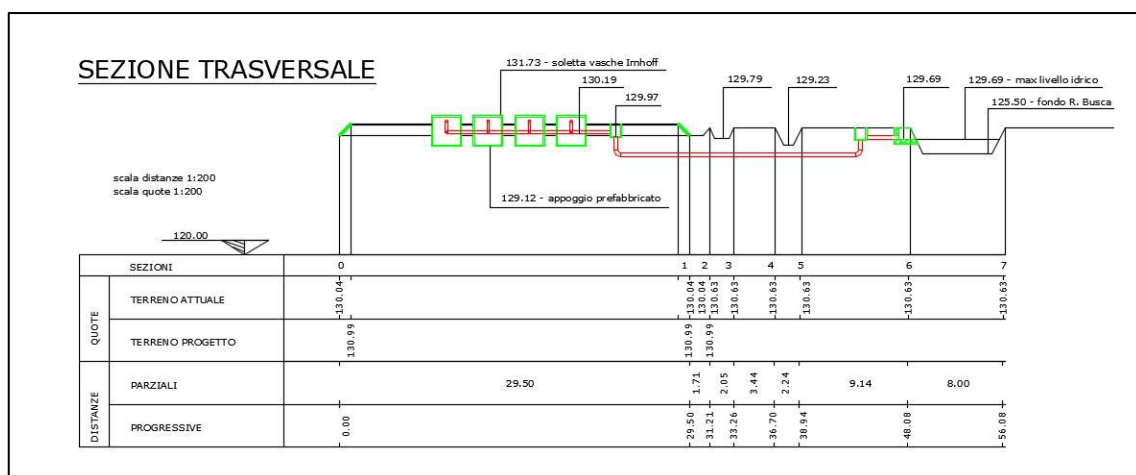 SEZIONE TRASVERSALE
131.73 - soletta vasche Imhoff
130.19
129.97
129.79
129.23
129.69
129.69 - max livello idrico
125.50 - fondo R. Busca
scala distanze 1:200
scala quote 1:200
129.12 - appoggio prefabbricato
120.00
SEZIONI 0 1 2 3 4 5 6 7
QUOTE
TERRENO ATTUALE 130.04 130.04 130.04 130.63 130.63 130.63 130.63 130.63 130.63
TERRENO PROGETTO 130.99 130.99 130.99
DISTANZE
PARZIALI 29.50 1.71 2.05 3.44 2.24 9.14 8.00
PROGRESSIVE 0.00 29.50 31.21 33.26 36.70 38.94 48.08 56.08